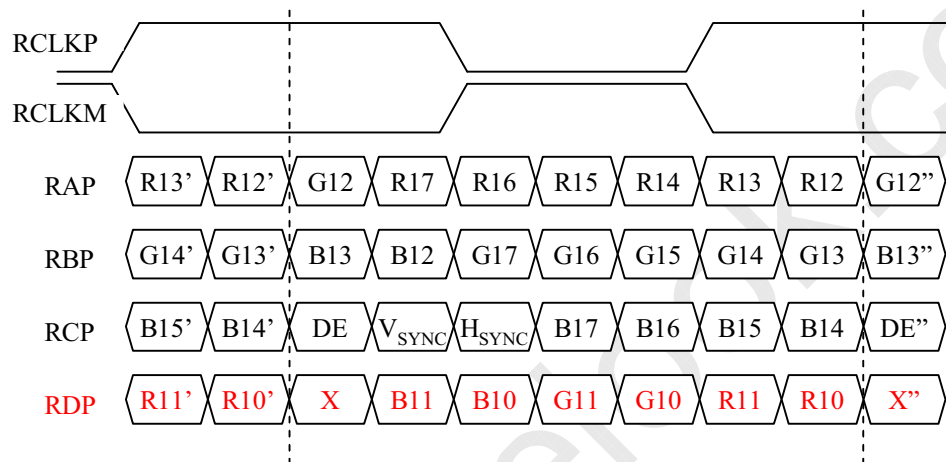 RCLKP
RCLKM
RAP R13’ R12’ G12 R17 R16 R15 R14 R13 R12 G12”
RBP G14’ G13’ B13 B12 G17 G16 G15 G14 G13 B13”
RCP B15’ B14’ DE VSYNC HSYNC B17 B16 B15 B14 DE”
RDP R11’ R10’ X B11 B10 G11 G10 R11 R10 X”